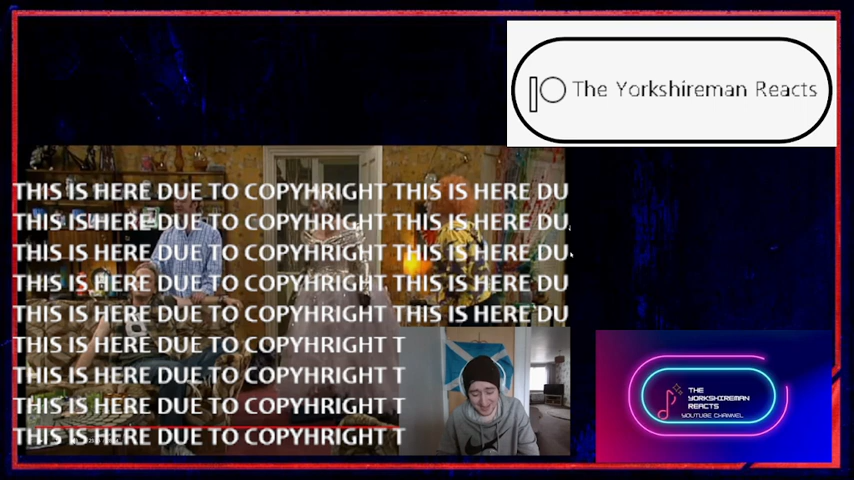 The Yorkshireman Reacts
THIS IS HERE DUE TO COPYHRIGHT THIS IS HERE DU
THIS IS HERE DUE TO COPYHRIGHT THIS IS HERE DU
THIS IS HERE DUE TO COPYHRIGHT THIS IS HERE DU
THIS IS HERE DUE TO COPYHRIGHT THIS IS HERE DU
THIS IS HERE DUE TO COPYHRIGHT THIS IS HERE DU
THIS IS HERE DUE TO COPYHRIGHT T
THIS IS HERE DUE TO COPYHRIGHT T
THIS IS HERE DUE TO COPYHRIGHT T
THIS IS HERE DUE TO COPYHRIGHT T
THE
YORKSHIREMAN
REACTS
YOUTUBE CHANNEL